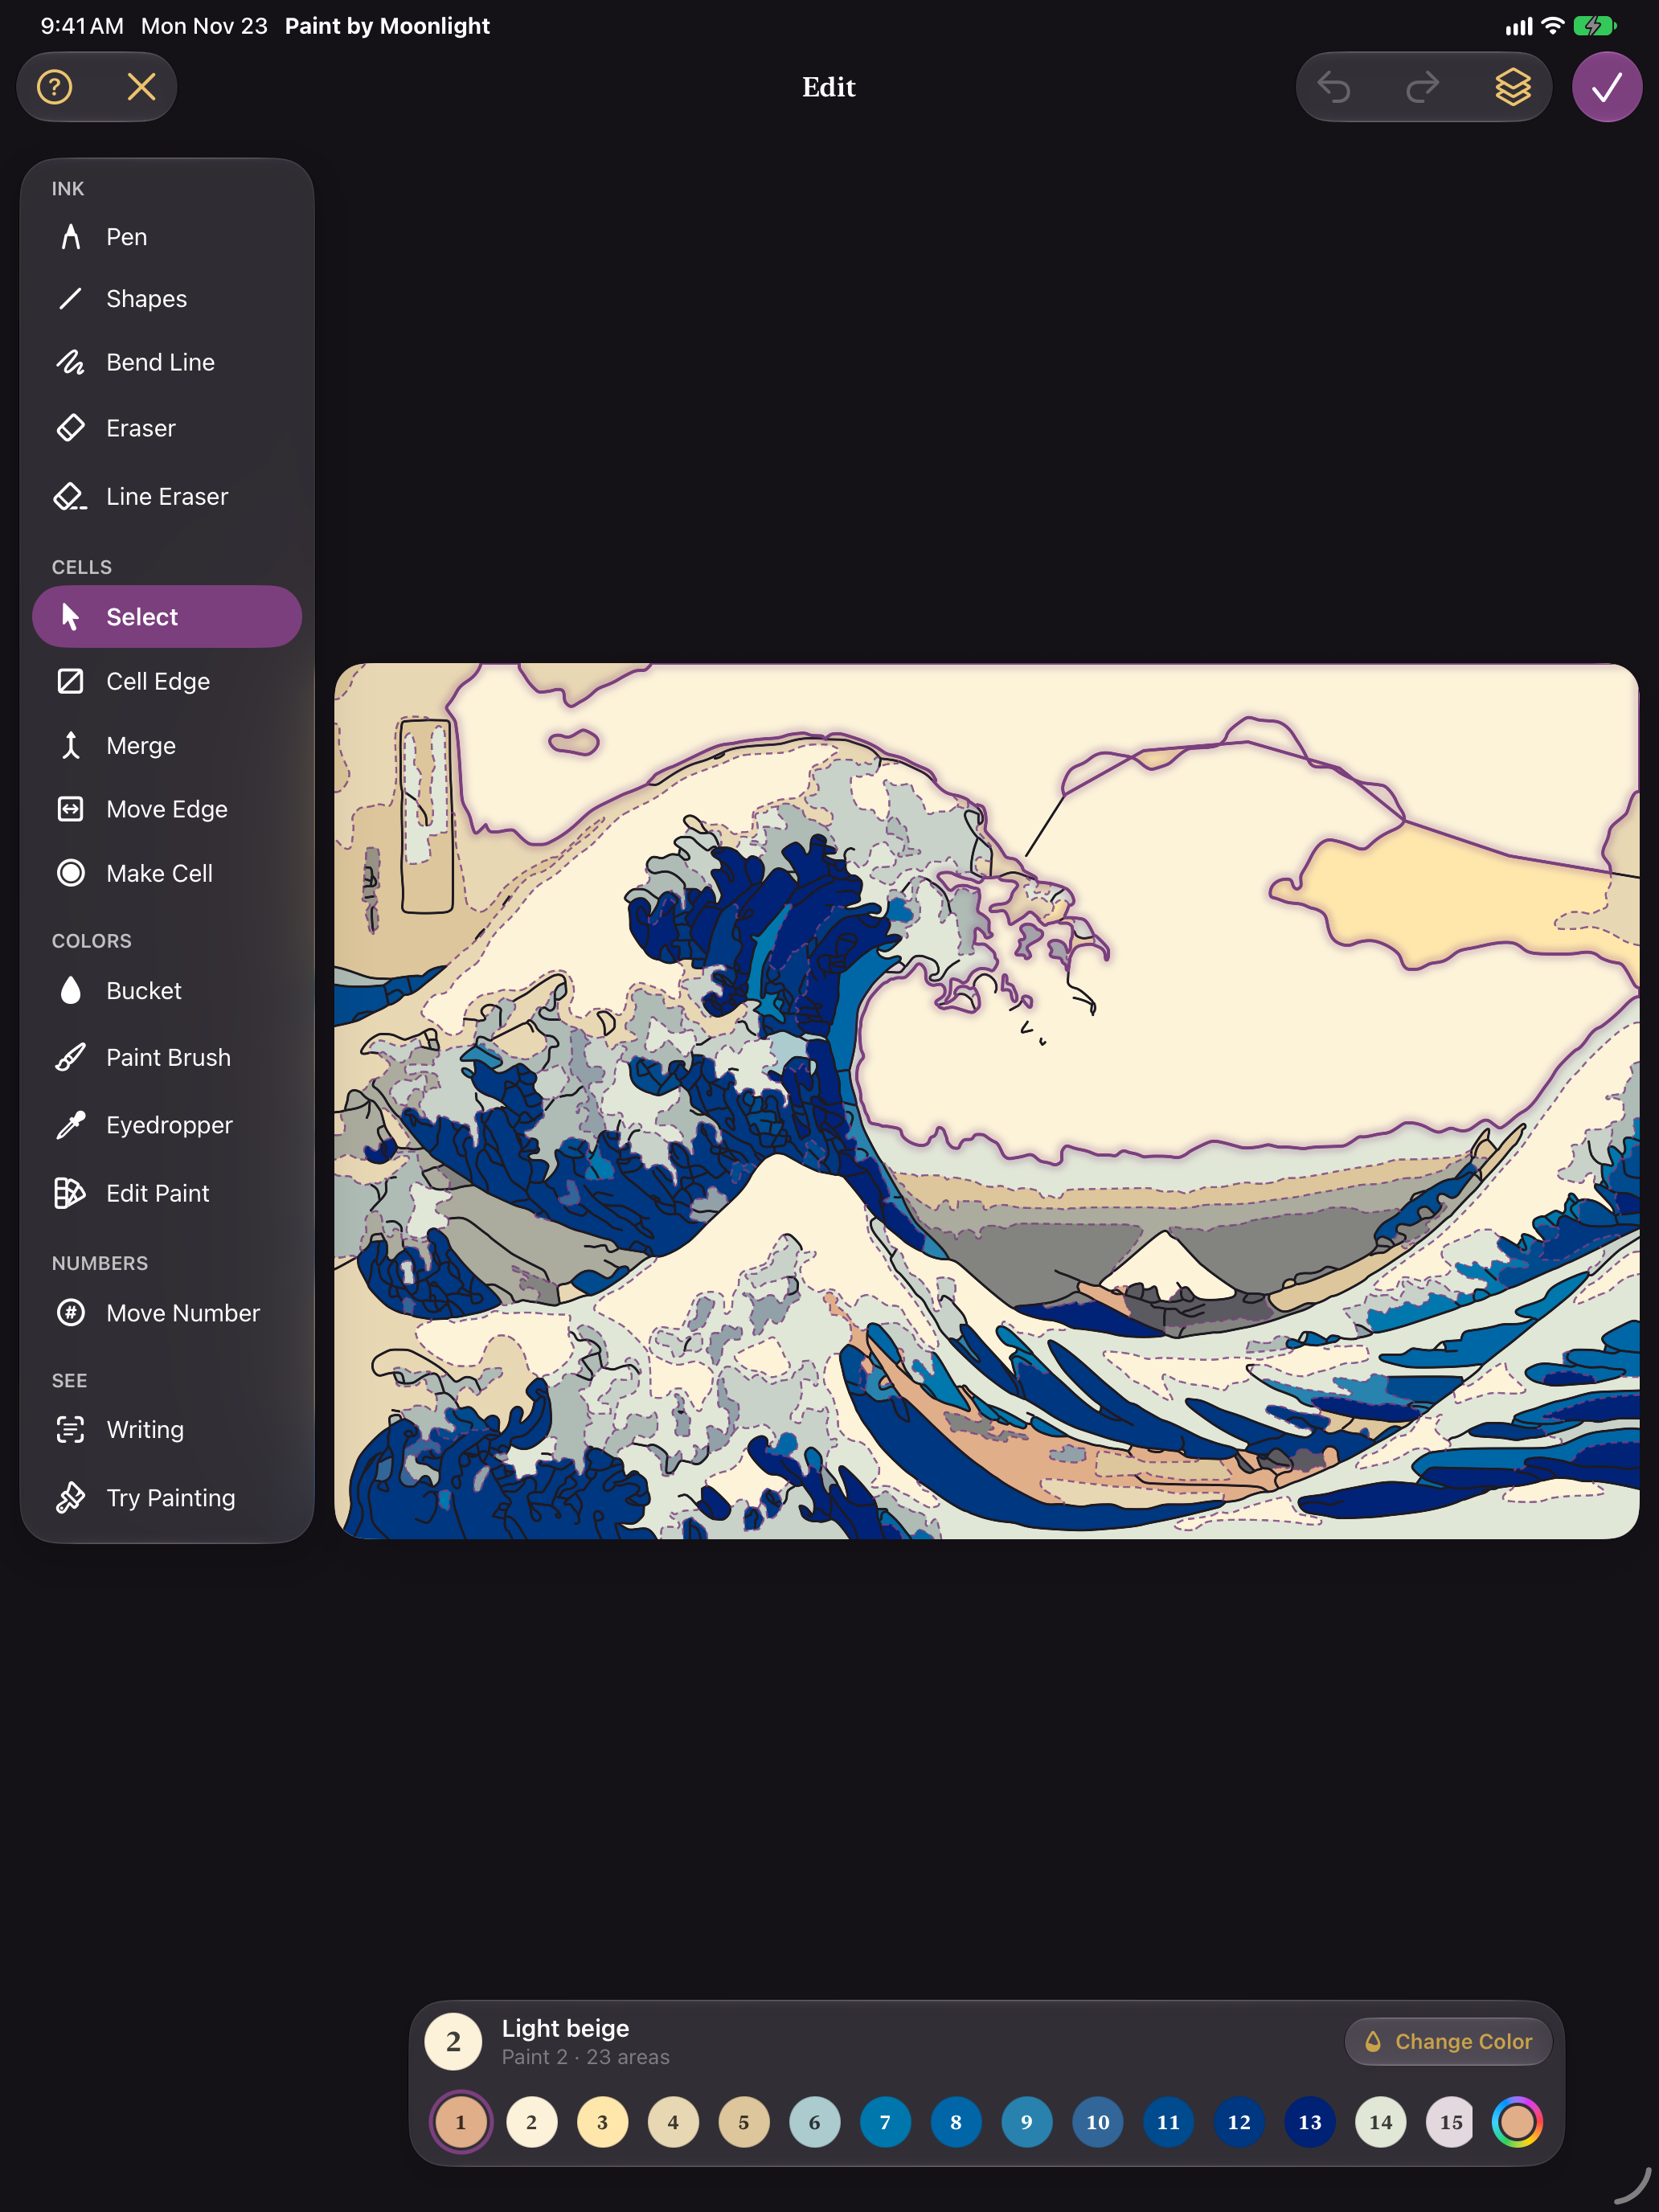 9:41 AM Mon Nov 23 Paint by Moonlight
Edit
INK
Pen
Shapes
Bend Line
Eraser
Line Eraser
CELLS
Select
Cell Edge
Merge
Move Edge
Make Cell
COLORS
Bucket
Paint Brush
Eyedropper
Edit Paint
NUMBERS
# Move Number
SEE
Writing
Try Painting
2 Light beige
Paint 2 · 23 areas
Change Color
1 2 3 4 5 6 7 8 9 10 11 12 13 14 15